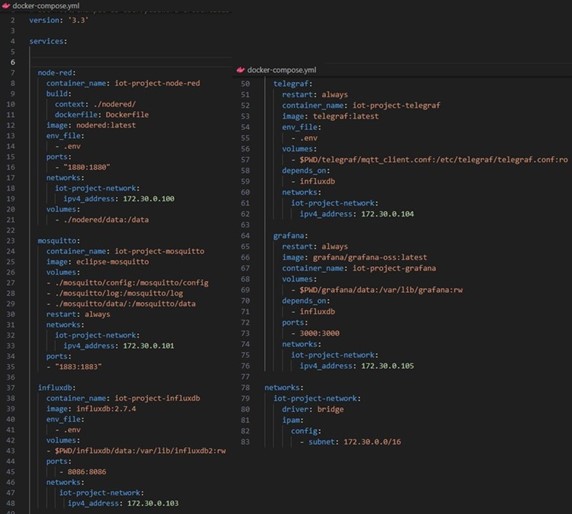 docker-compose.yml
2 version: '3.3'
3
4 services:
5
6
7 node-red:
8 container_name: iot-project-node-red
9 build:
10 context: ./nodered/
11 dockerfile: Dockerfile
12 image: nodered:latest
13 env_file:
14 - .env
15 ports:
16 - "1880:1880"
17 networks:
18 iot-project-network:
19 ipv4_address: 172.30.0.100
20 volumes:
21 - ./nodered/data:/data
22
23 mosquitto:
24 container_name: iot-project-mosquitto
25 image: eclipse-mosquitto
26 volumes:
27 - ./mosquitto/config:/mosquitto/config
28 - ./mosquitto/log:/mosquitto/log
29 - ./mosquitto/data/:/mosquitto/data
30 restart: always
31 networks:
32 iot-project-network:
33 ipv4_address: 172.30.0.101
34 ports:
35 - "1883:1883"
36
37 influxdb:
38 container_name: iot-project-influxdb
39 image: influxdb:2.7.4
40 env_file:
41 - .env
42 volumes:
43 - $PWD/influxdb/data:/var/lib/influxdb2:rw
44 ports:
45 - 8086:8086
46 networks:
47 iot-project-network:
48 ipv4_address: 172.30.0.103
docker-compose.yml
50 telegraf:
51 restart: always
52 container_name: iot-project-telegraf
53 image: telegraf:latest
54 env_file:
55 - .env
56 volumes:
57 - $PWD/telegraf/mqtt_client.conf:/etc/telegraf/telegraf.conf:ro
58 depends_on:
59 - influxdb
60 networks:
61 iot-project-network:
62 ipv4_address: 172.30.0.104
63
64 grafana:
65 restart: always
66 image: grafana/grafana-oss:latest
67 container_name: iot-project-grafana
68 volumes:
69 - $PWD/grafana/data:/var/lib/grafana:rw
70 depends_on:
71 - influxdb
72 ports:
73 - 3000:3000
74 networks:
75 iot-project-network:
76 ipv4_address: 172.30.0.105
77
78 networks:
79 iot-project-network:
80 driver: bridge
81 ipam:
82 config:
83 - subnet: 172.30.0.0/16